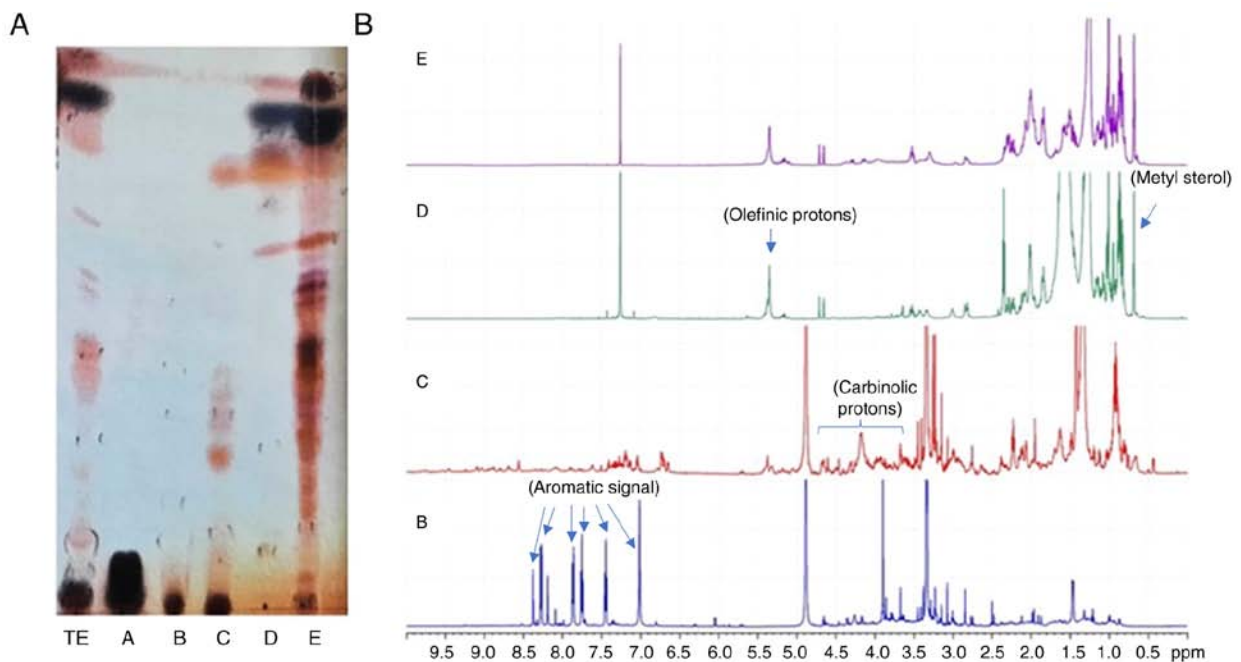 A
TE A B C D E
B
E
D
(Olefinic protons)
(Metyl sterol)
C
(Carbinolic
protons)
B
(Aromatic signal)
9.5 9.0 8.5 8.0 7.5 7.0 6.5 6.0 5.5 5.0 4.5 4.0 3.5 3.0 2.5 2.0 1.5 1.0 0.5 ppm